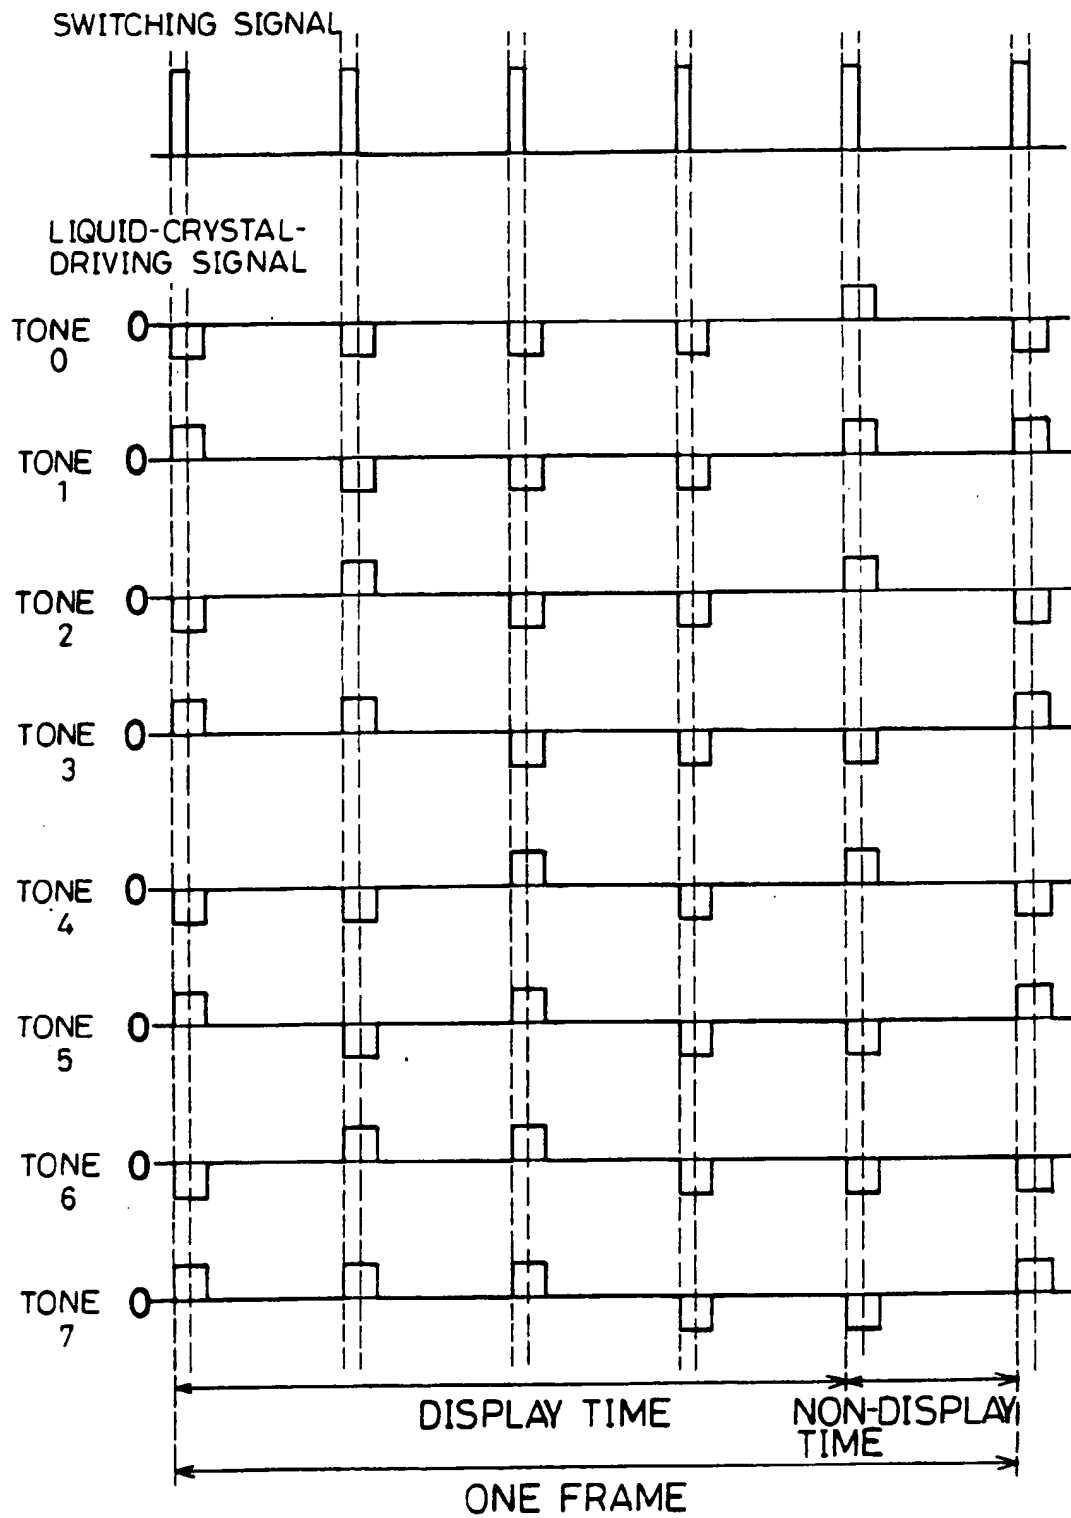 SWITCHING SIGNAL
LIQUID-CRYSTAL-
DRIVING SIGNAL
TONE 0
0
TONE 0
1
TONE 0
2
TONE 0
3
TONE 0
4
TONE 0
5
TONE 0
6
TONE 0
7
DISPLAY TIME
NON-DISPLAY
TIME
ONE FRAME